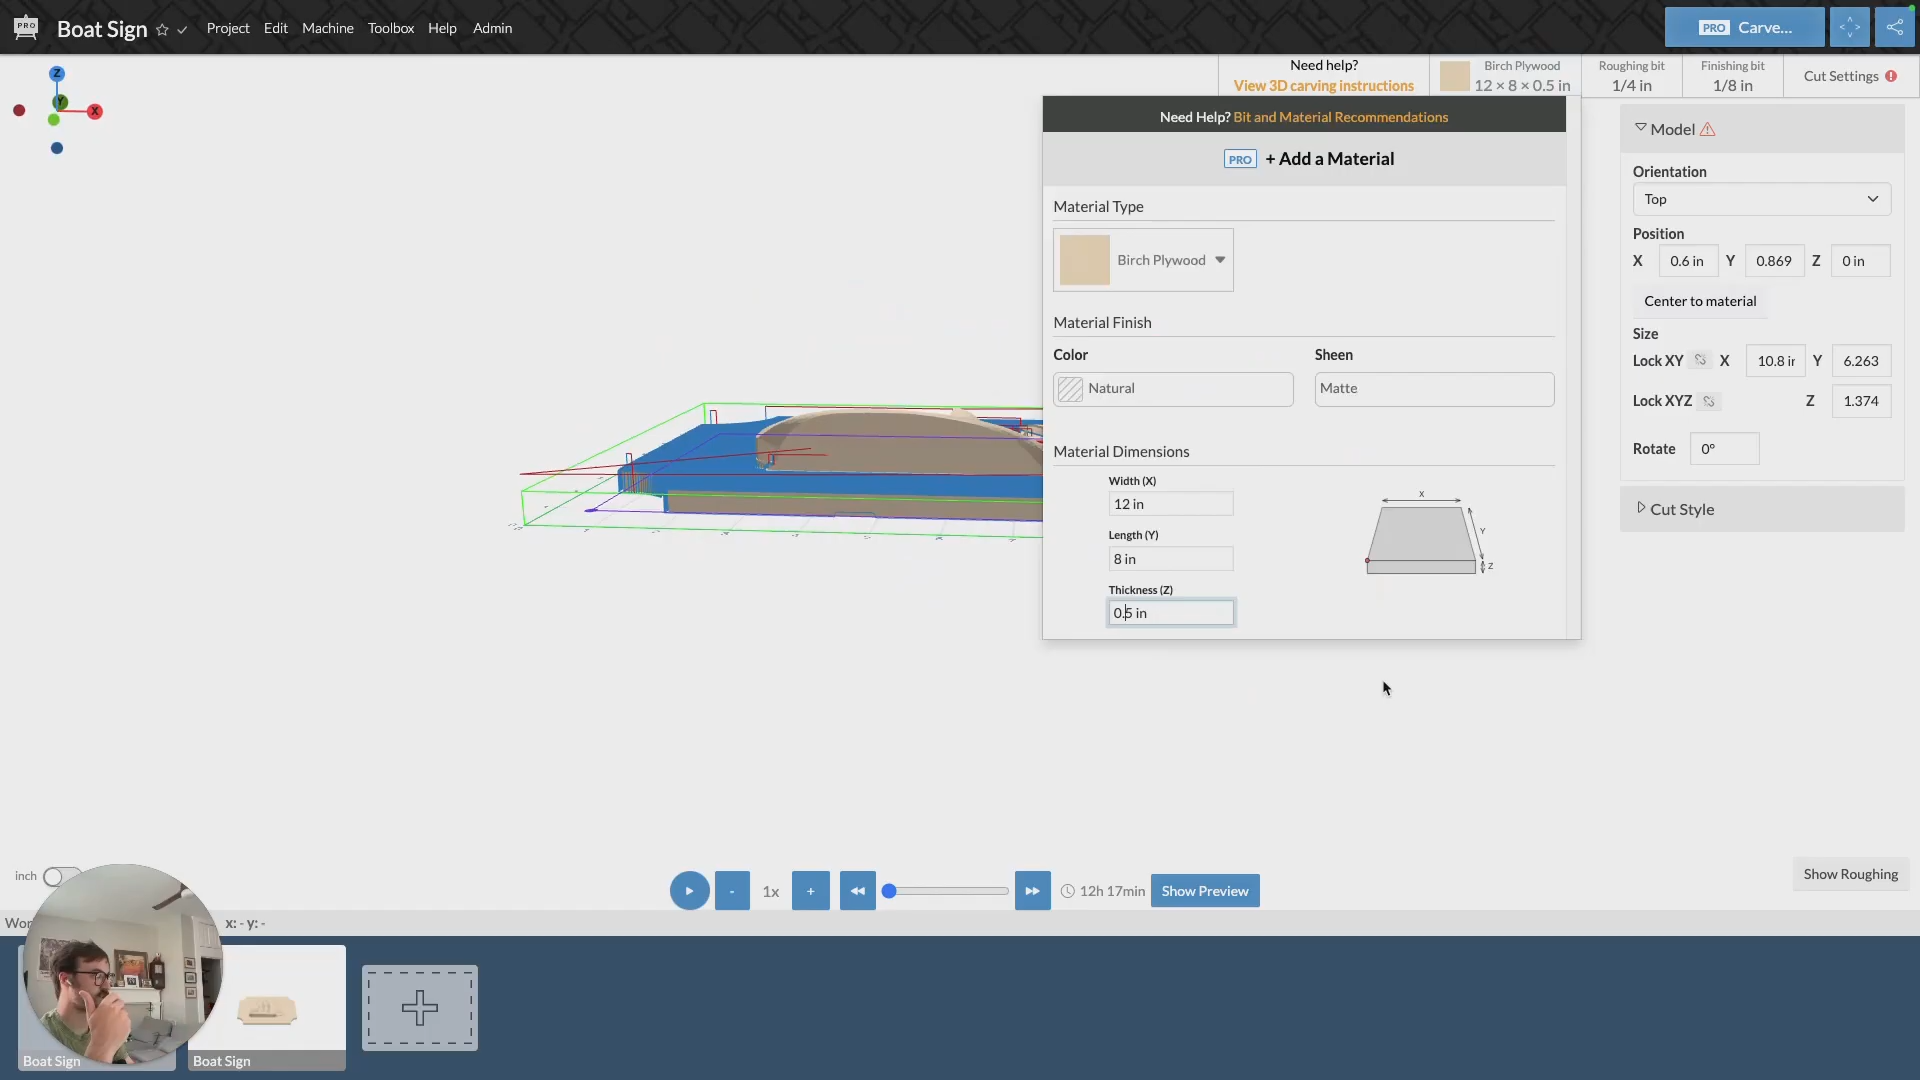 PRO
Boat Sign
Project Edit Machine Toolbox Help Admin
PRO Carve...
Need help?
View 3D carving instructions
Birch Plywood
12 × 8 × 0.5 in
Roughing bit
1/4 in
Finishing bit
1/8 in
Cut Settings
Z
Y
X
Need Help? Bit and Material Recommendations
PRO + Add a Material
Material Type
Birch Plywood
Material Finish
Color
Natural
Sheen
Matte
Material Dimensions
Width (X)
12 in
Length (Y)
8 in
Thickness (Z)
0.5 in
X
Y
Z
Model
Orientation
Top
Position
X 0.6 in Y 0.869 Z 0 in
Center to material
Size
Lock XY X 10.8 in Y 6.263
Lock XYZ Z 1.374
Rotate 0°
Cut Style
inch
- 1x +
12h 17min
Show Preview
Show Roughing
x: - y: -
Boat Sign
Boat Sign